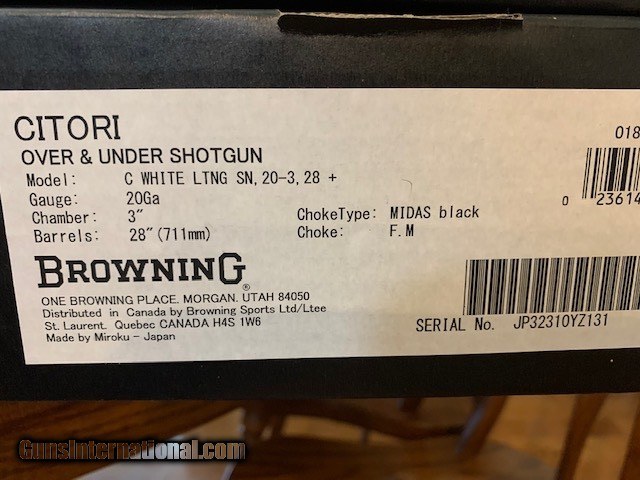 CITORI
018
OVER & UNDER SHOTGUN
Model: C WHITE LTNG SN,20-3,28 +
Gauge: 20Ga
0 23614
Chamber: 3" ChokeType: MIDAS black
Barrels: 28"(711mm) Choke: F.M
BROWNING®
ONE BROWNING PLACE. MORGAN. UTAH 84050
Distributed in Canada by Browning Sports Ltd/Ltee
St. Laurent. Quebec CANADA H4S 1W6
SERIAL No. JP32310YZ131
Made by Miroku - Japan
GunsInternational.com